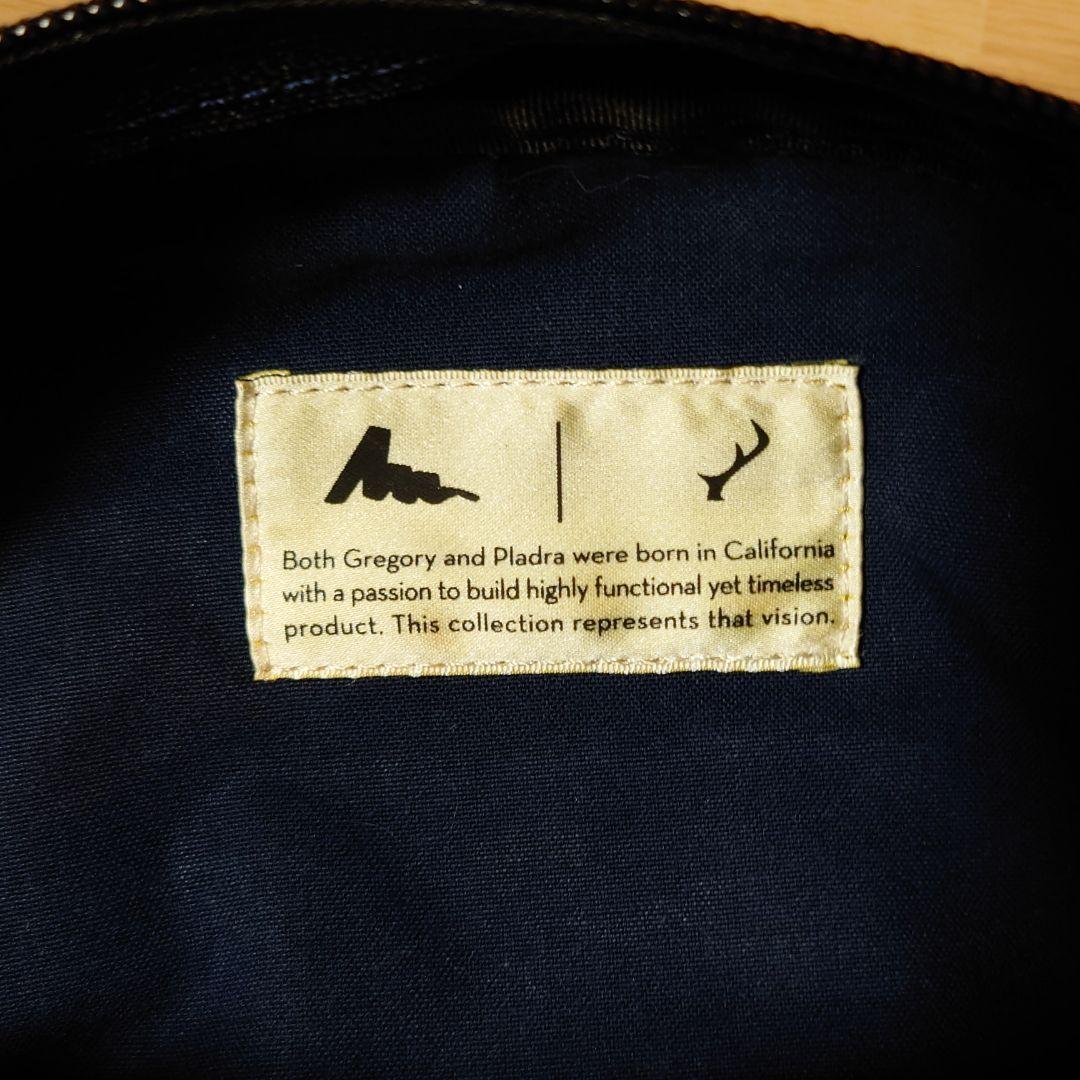 Both Gregory and Pladra were born in California
with a passion to build highly functional yet timeless
product. This collection represents that vision.